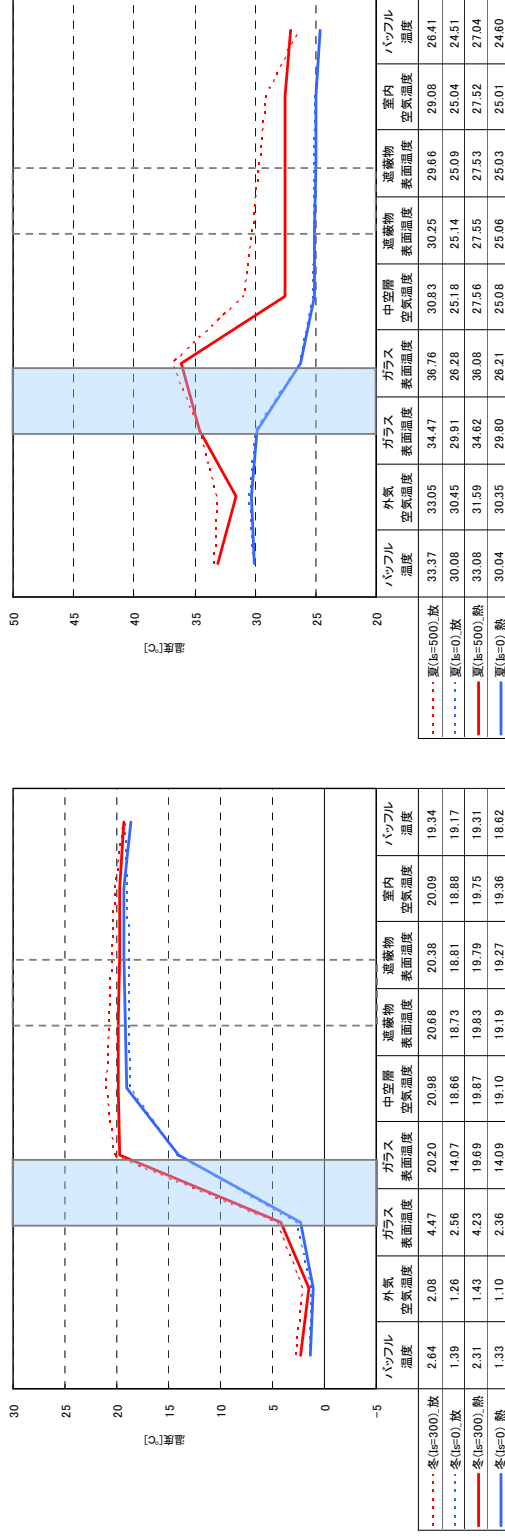 30
25
20
15
10
5
0
-5
温度[℃]
バッフル 温度 外気 空気温度 ガラス 表面温度 ガラス 表面温度 中空層 空気温度 遮蔽物 表面温度 遮蔽物 表面温度 室内 空気温度 バッフル 温度
冬(Is=300)_放 2.64 2.08 4.47 20.20 20.98 20.68 20.38 20.09 19.34
冬(Is=0)_放 1.39 1.26 2.56 14.07 18.66 18.73 18.81 18.88 19.17
冬(Is=300)_熱 2.31 1.43 4.23 19.69 19.87 19.83 19.79 19.75 19.31
冬(Is=0)_熱 1.33 1.10 2.36 14.09 19.10 19.19 19.27 19.36 18.62
50
45
40
35
30
25
20
温度[℃]
バッフル 温度 外気 空気温度 ガラス 表面温度 ガラス 表面温度 中空層 空気温度 遮蔽物 表面温度 遮蔽物 表面温度 室内 空気温度 バッフル 温度
夏(Is=500)_放 33.37 33.05 34.47 36.76 30.83 30.25 29.66 29.08 26.41
夏(Is=0)_放 30.08 30.45 29.91 26.28 25.18 25.14 25.09 25.04 24.51
夏(Is=500)_熱 33.08 31.59 34.62 36.08 27.56 27.55 27.53 27.52 27.04
夏(Is=0)_熱 30.04 30.35 29.80 26.21 25.08 25.06 25.03 25.01 24.60